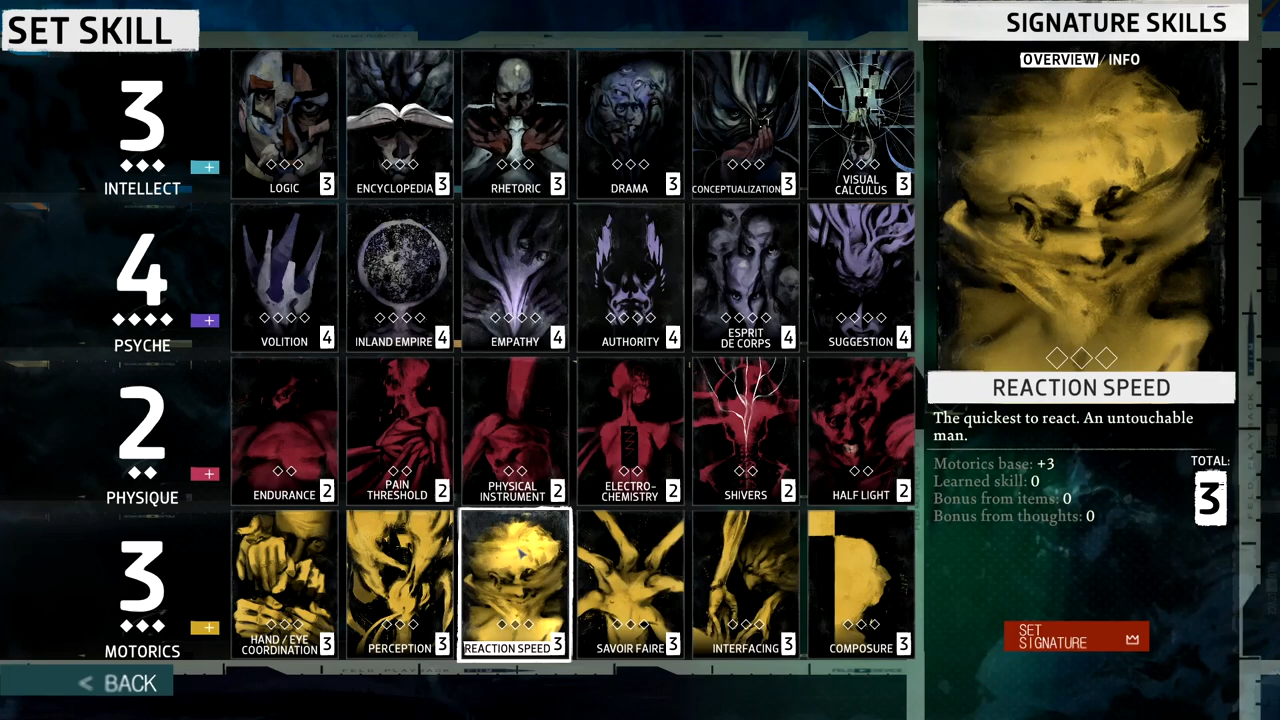 SET SKILL
SIGNATURE SKILLS
OVERVIEW / INFO
3
INTELLECT
+
LOGIC 3
ENCYCLOPEDIA 3
RHETORIC 3
DRAMA 3
CONCEPTUALIZATION 3
VISUAL
CALCULUS 3
4
PSYCHE
+
VOLITION 4
INLAND EMPIRE 4
EMPATHY 4
AUTHORITY 4
ESPRIT
DE CORPS 4
SUGGESTION 4
2
PHYSIQUE
+
ENDURANCE 2
PAIN
THRESHOLD 2
PHYSICAL
INSTRUMENT 2
ELECTRO-
CHEMISTRY 2
SHIVERS 2
HALF LIGHT 2
3
MOTORICS
+
HAND / EYE
COORDINATION 3
PERCEPTION 3
REACTION SPEED 3
SAVOIR FAIRE 3
INTERFACING 3
COMPOSURE 3
REACTION SPEED
The quickest to react. An untouchable
man.
Motorics base: +3
Learned skill: 0
Bonus from items: 0
Bonus from thoughts: 0
TOTAL:
3
SET
SIGNATURE
< BACK